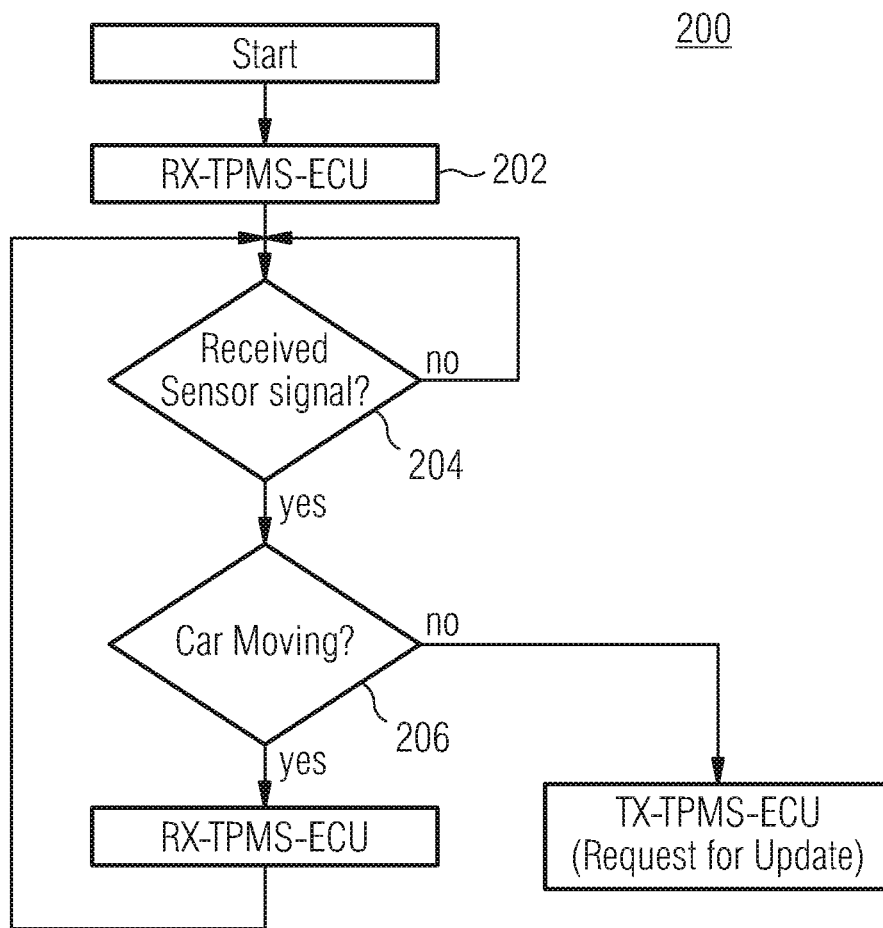 200
Start
RX-TPMS-ECU
202
Received
Sensor signal?
no
204
yes
Car Moving?
no
206
yes
RX-TPMS-ECU
TX-TPMS-ECU
(Request for Update)